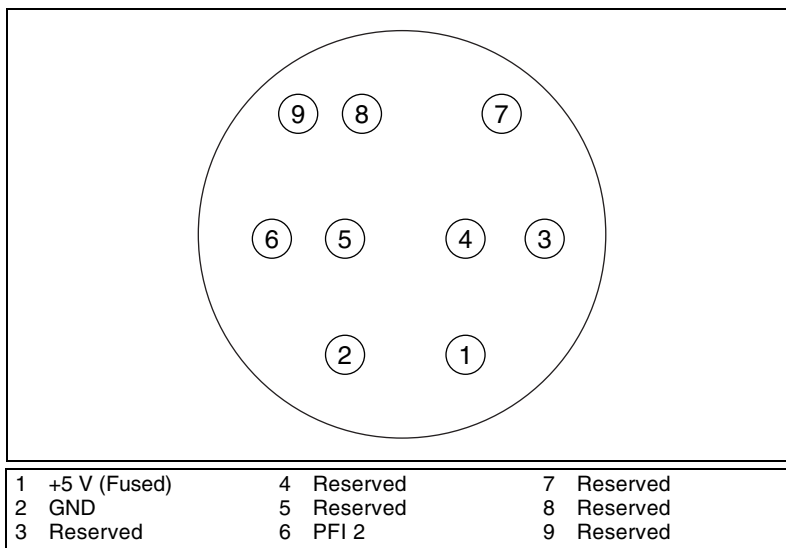 9 8 7
6 5 4 3
2 1
1 +5 V (Fused) 4 Reserved 7 Reserved
2 GND 5 Reserved 8 Reserved
3 Reserved 6 PFI 2 9 Reserved